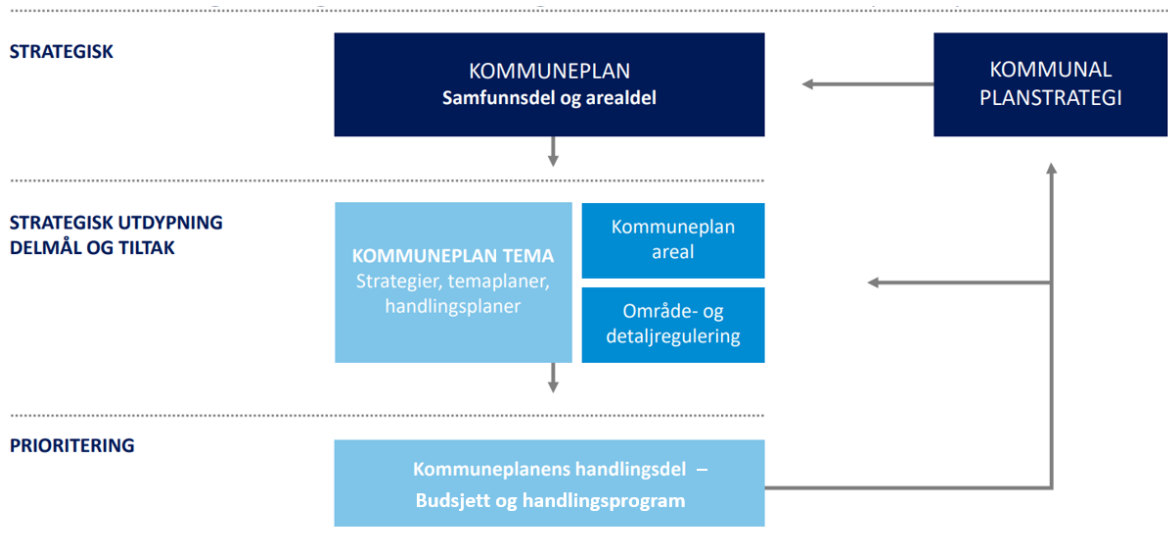 STRATEGISK
KOMMUNEPLAN
Samfunnsdel og arealdel
KOMMUNAL
PLANSTRATEGI
STRATEGISK UTDYPNING
DELMÅL OG TILTAK
KOMMUNEPLAN TEMA
Strategier, temaplaner,
handlingsplaner
Kommuneplan
areal
Område- og
detaljregulering
PRIORITERING
Kommuneplanens handlingsdel –
Budsjett og handlingsprogram